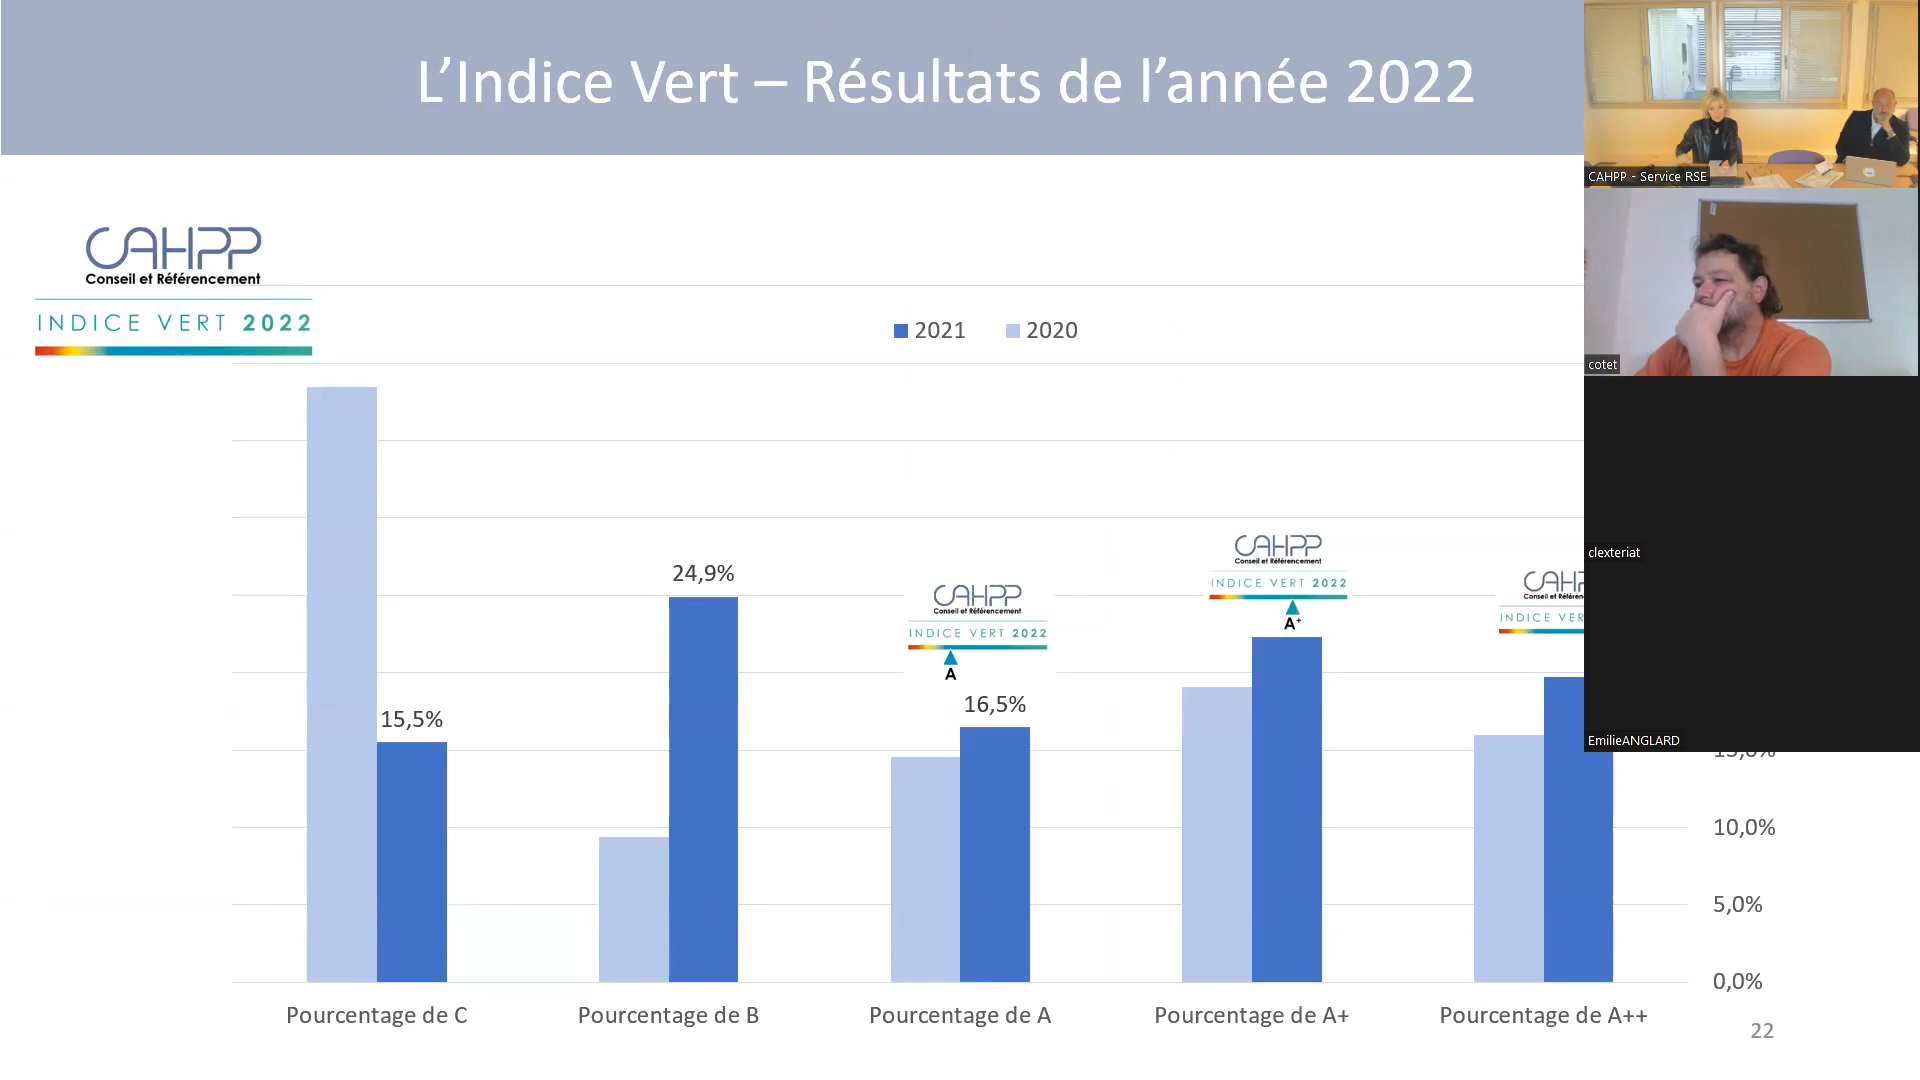 L’Indice Vert – Résultats de l’année 2022
CAHPP - Service RSE
CAHPP
Conseil et Référencement
INDICE VERT 2022
2021
2020
cotet
clexteriat
EmilieANGLARD
15,5%
24,9%
CAHPP
Conseil et Référencement
INDICE VERT 2022
A
16,5%
CAHPP
Conseil et Référencement
INDICE VERT 2022
A+
15,0%
10,0%
5,0%
0,0%
Pourcentage de C
Pourcentage de B
Pourcentage de A
Pourcentage de A+
Pourcentage de A++
22